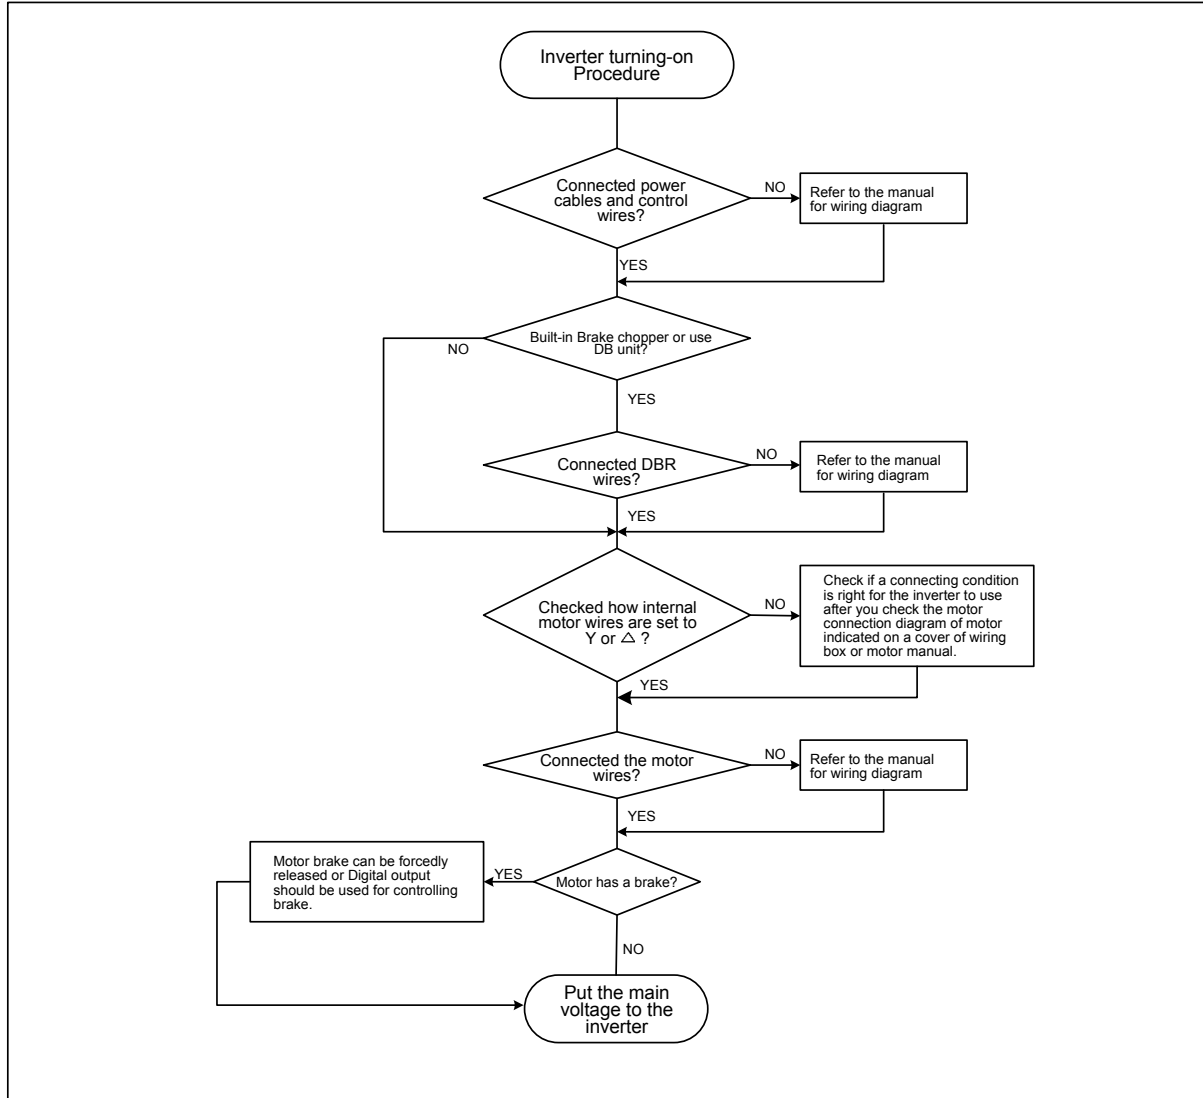 Inverter turning-on
Procedure
Connected power
cables and control
wires?
NO
Refer to the manual
for wiring diagram
YES
Built-in Brake chopper or use
DB unit?
NO
YES
Connected DBR
wires?
NO
Refer to the manual
for wiring diagram
YES
Checked how internal
motor wires are set to
Y or △ ?
NO
Check if a connecting condition
is right for the inverter to use
after you check the motor
connection diagram of motor
indicated on a cover of wiring
box or motor manual.
YES
Connected the motor
wires?
NO
Refer to the manual
for wiring diagram
YES
Motor has a brake?
YES
Motor brake can be forcedly
released or Digital output
should be used for controlling
brake.
NO
Put the main
voltage to the
inverter